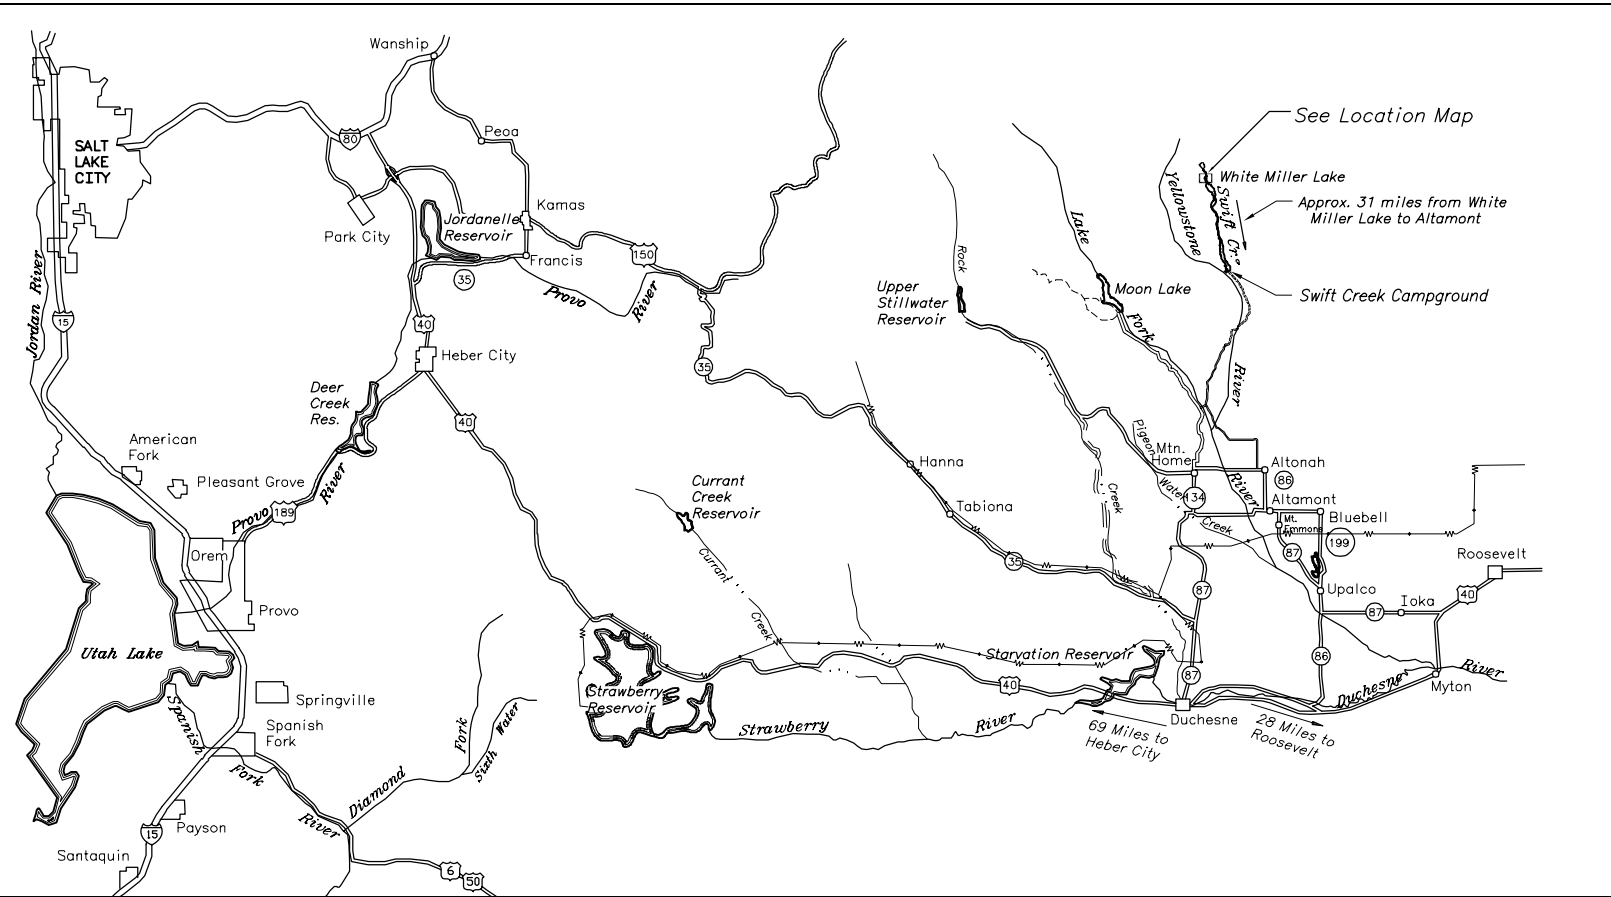 Wanship
See Location Map
80
Peoa
SALT
LAKE
CITY
White Miller Lake
Approx. 31 miles from White
Miller Lake to Altamont
Yellowstone
Swift Cr.
Kamas
Park City
Jordanelle
Reservoir
Lake
150
Francis
35
Provo
River
Rock
Upper
Stillwater
Reservoir
Moon Lake
Swift Creek Campground
Jordan River
15
40
Fork
Heber City
35
River
Deer
Creek
Res.
40
American
Fork
Pigeon
Mtn.
Home
Hanna
Altonah
86
Pleasant Grove
River
Currant
Creek
Reservoir
Creek
Water
134
River
Altamont
Tabiona
189
Provo
Creek
Mt.
Emmons
Bluebell
199
Orem
Currant
35
87
Roosevelt
Upalco
87
40
Provo
Creek
87
Ioka
Utah Lake
Starvation Reservoir
86
River
Springville
Strawberry
Reservoir
40
87
Duchesne
Myton
Spanish
Fork
Spanish
Fork
Fork
Sixth Water
Strawberry
River
Duchesne
69 Miles to
Heber City
28 Miles to
Roosevelt
Diamond
River
Payson
15
Santaquin
6
50